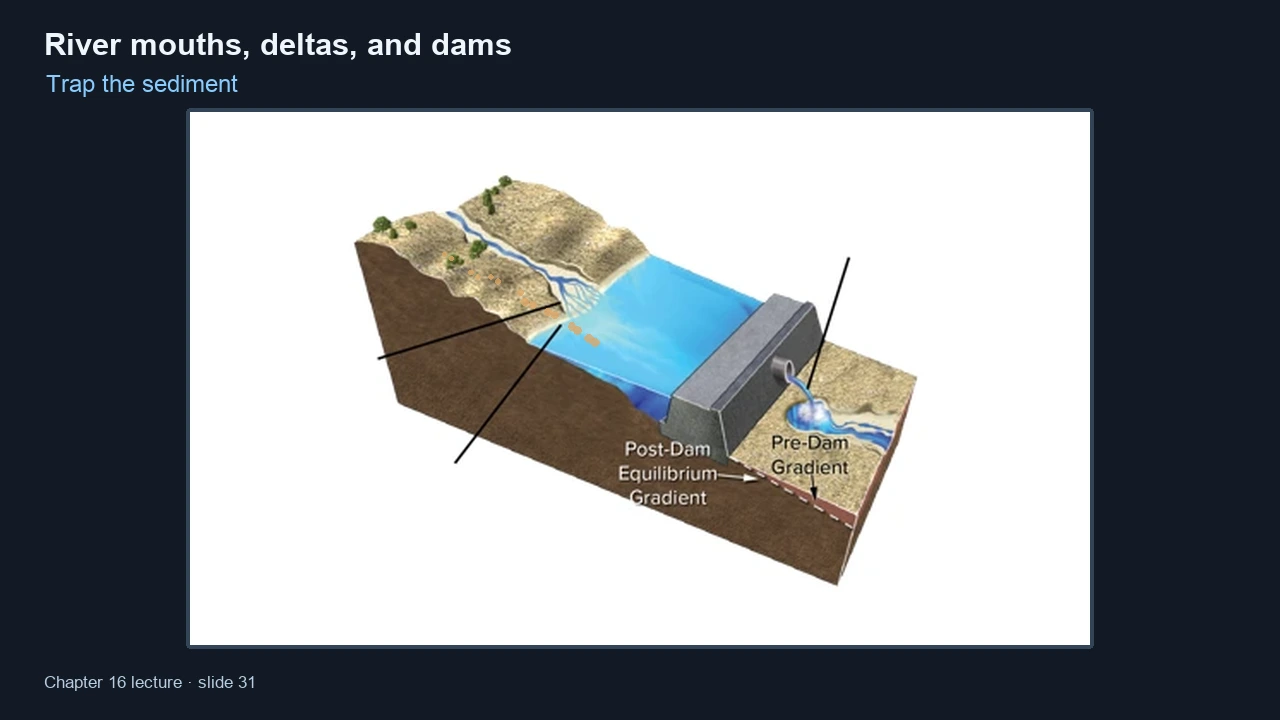 River mouths, deltas, and dams
Trap the sediment
Post-Dam
Equilibrium
Gradient
Pre-Dam
Gradient
Chapter 16 lecture · slide 31